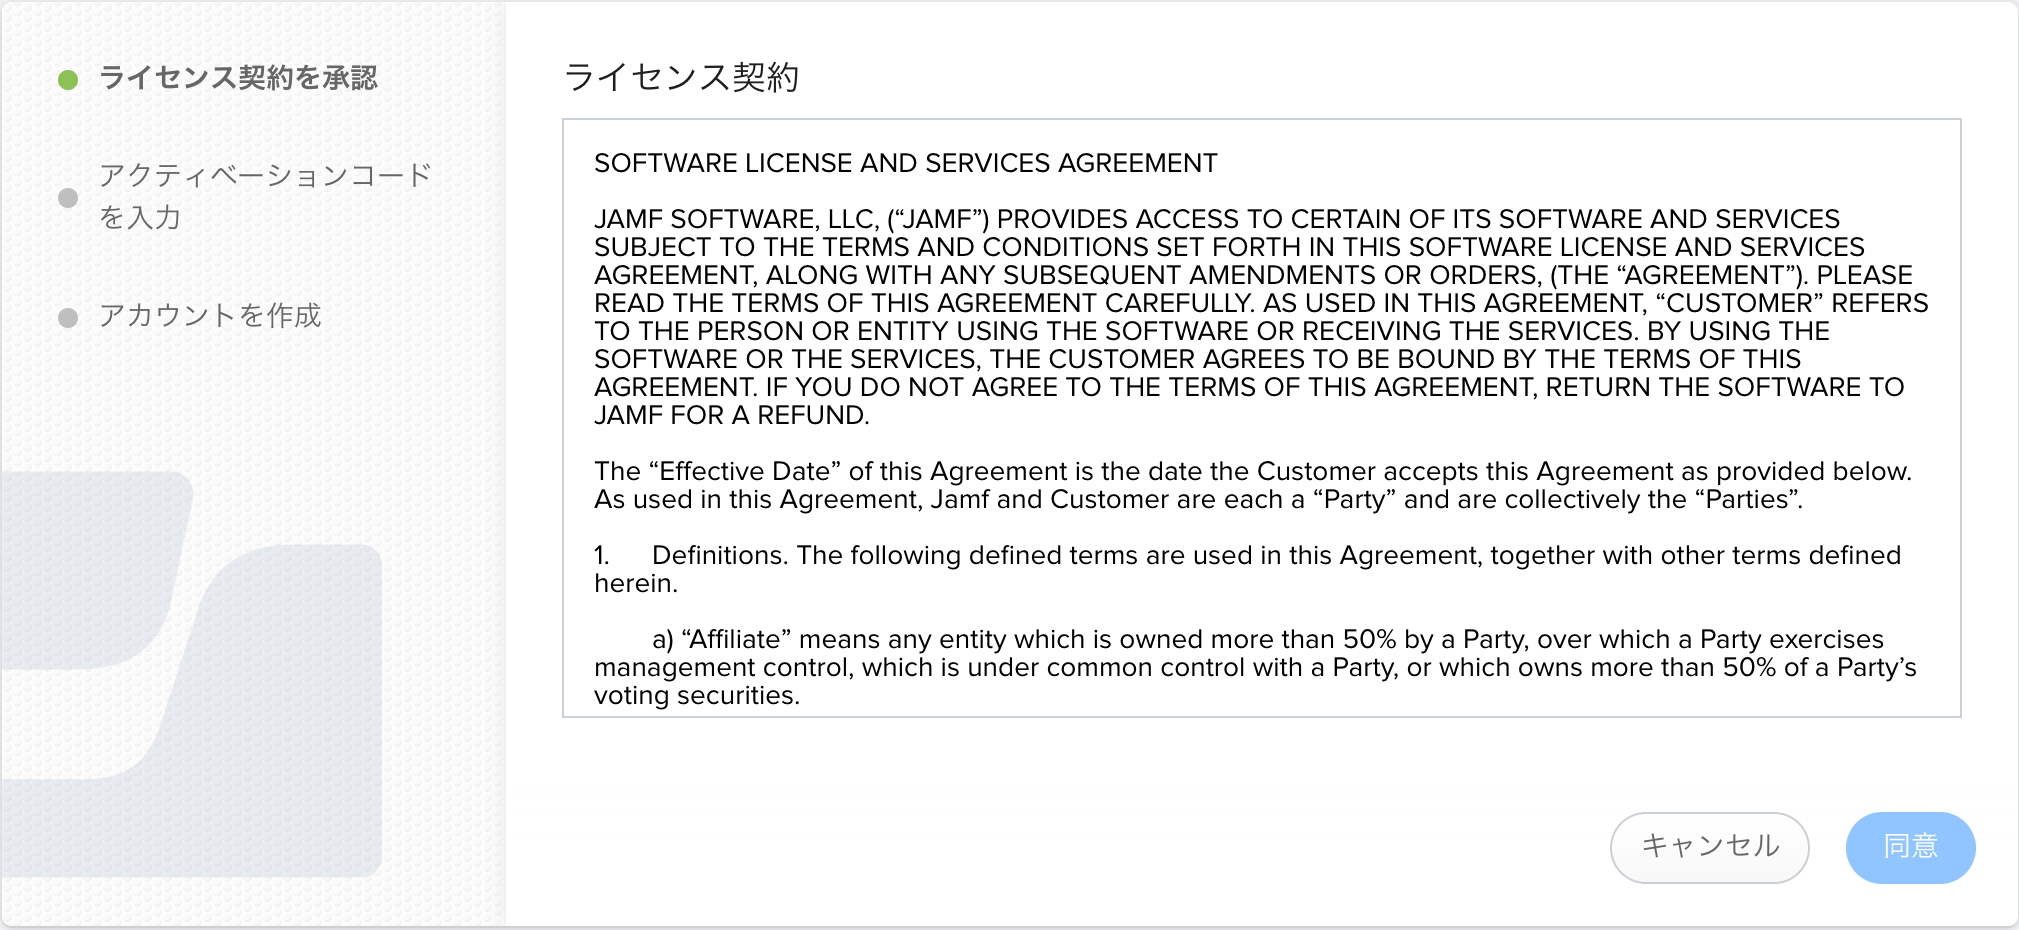 ライセンス契約を承認
アクティベーションコード
を入力
アカウントを作成
ライセンス契約
SOFTWARE LICENSE AND SERVICES AGREEMENT
JAMF SOFTWARE, LLC, (“JAMF”) PROVIDES ACCESS TO CERTAIN OF ITS SOFTWARE AND SERVICES
SUBJECT TO THE TERMS AND CONDITIONS SET FORTH IN THIS SOFTWARE LICENSE AND SERVICES
AGREEMENT, ALONG WITH ANY SUBSEQUENT AMENDMENTS OR ORDERS, (THE “AGREEMENT”). PLEASE
READ THE TERMS OF THIS AGREEMENT CAREFULLY. AS USED IN THIS AGREEMENT, “CUSTOMER” REFERS
TO THE PERSON OR ENTITY USING THE SOFTWARE OR RECEIVING THE SERVICES. BY USING THE
SOFTWARE OR THE SERVICES, THE CUSTOMER AGREES TO BE BOUND BY THE TERMS OF THIS
AGREEMENT. IF YOU DO NOT AGREE TO THE TERMS OF THIS AGREEMENT, RETURN THE SOFTWARE TO
JAMF FOR A REFUND.
The “Effective Date” of this Agreement is the date the Customer accepts this Agreement as provided below.
As used in this Agreement, Jamf and Customer are each a “Party” and are collectively the “Parties”.
1. Definitions. The following defined terms are used in this Agreement, together with other terms defined
herein.
a) “Affiliate” means any entity which is owned more than 50% by a Party, over which a Party exercises
management control, which is under common control with a Party, or which owns more than 50% of a Party’s
voting securities.
キャンセル
同意